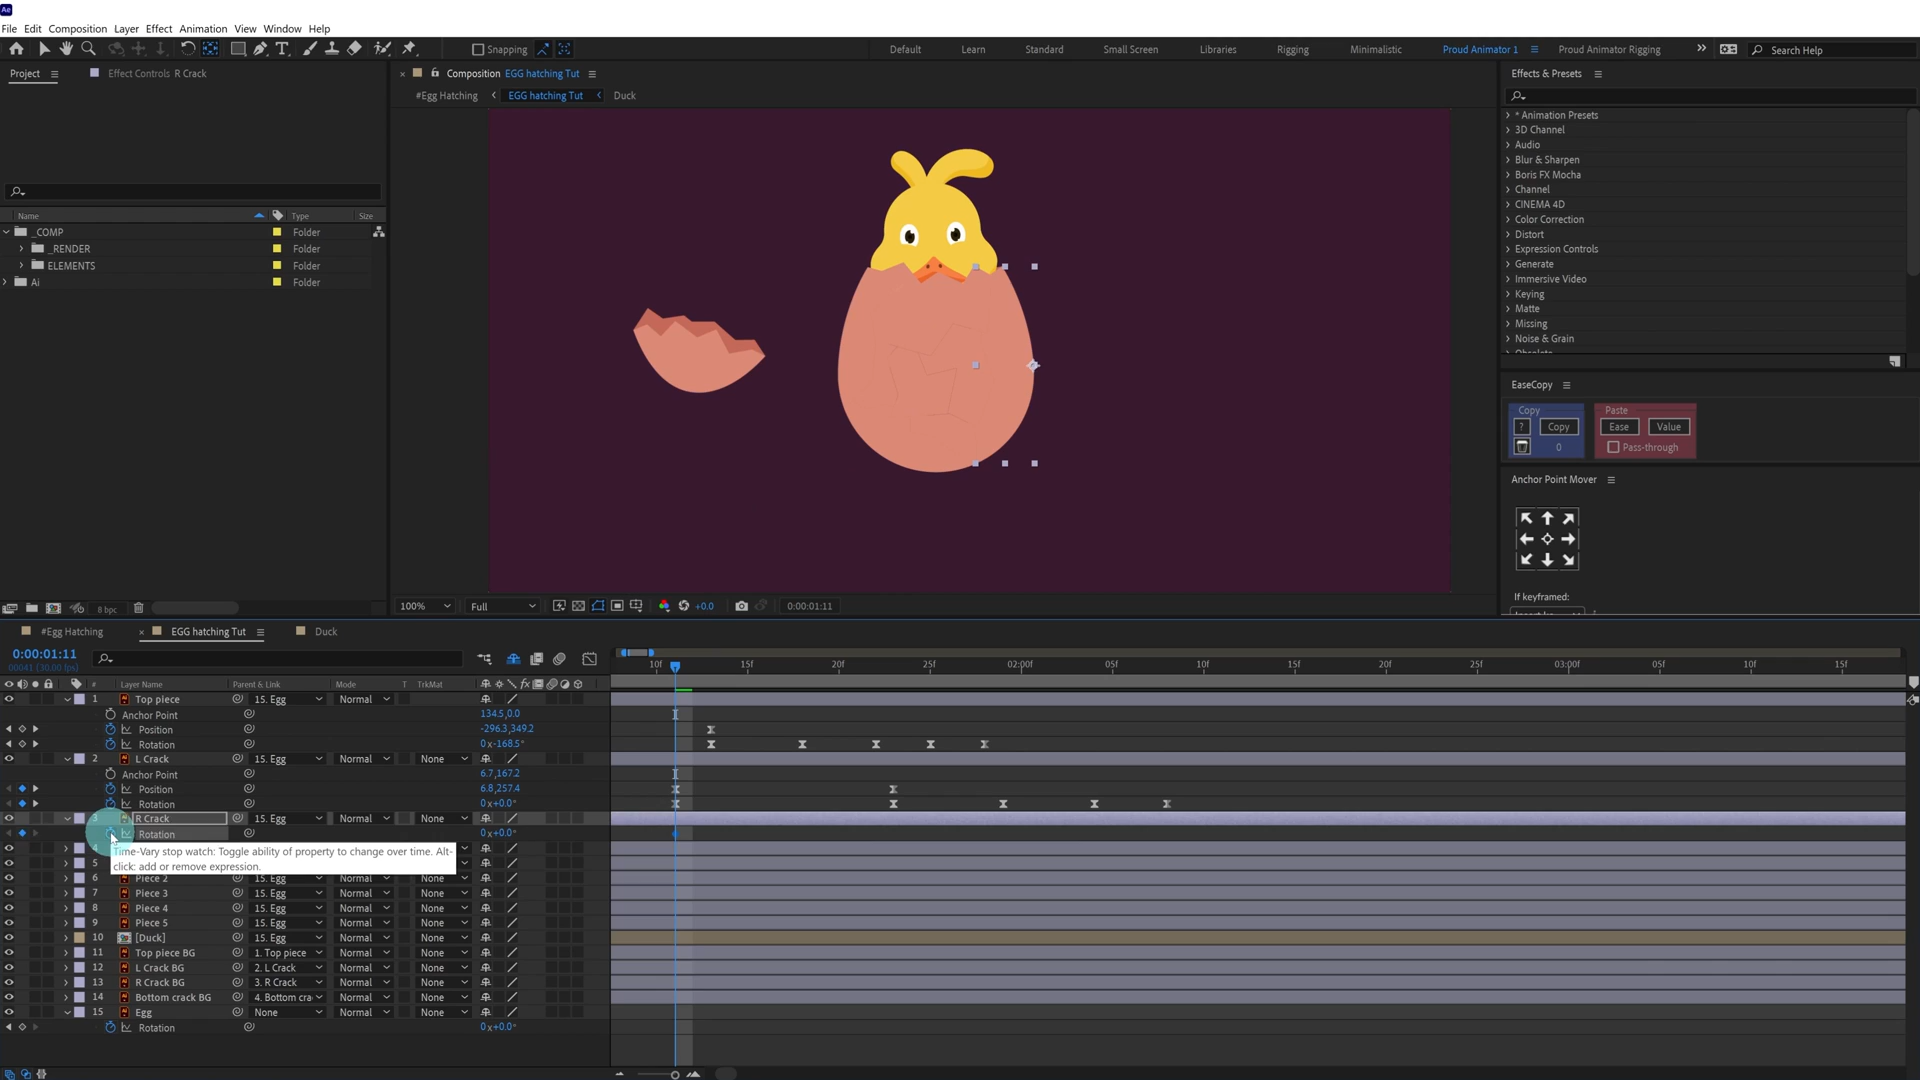 Ae
File Edit Composition Layer Effect Animation View Window Help
Snapping
Default Learn Standard Small Screen Libraries Rigging Minimalistic Proud Animator 1 Proud Animator Rigging Search Help
Project
Effect Controls R Crack
Name Type Size
_COMP Folder
_RENDER Folder
ELEMENTS Folder
Ai Folder
8 bpc
Composition EGG hatching Tut
#Egg Hatching EGG hatching Tut Duck
100% Full +0.0 0:00:01:11
Effects & Presets
* Animation Presets
3D Channel
Audio
Blur & Sharpen
Boris FX Mocha
Channel
CINEMA 4D
Color Correction
Distort
Expression Controls
Generate
Immersive Video
Keying
Matte
Missing
Noise & Grain
EaseCopy
Copy Paste
? Copy Ease Value
0 Pass-through
Anchor Point Mover
If keyframed:
#Egg Hatching EGG hatching Tut Duck
0:00:01:11
00041 (30.00 fps)
10f 15f 20f 25f 02:00f 05f 10f 15f 20f 25f 03:00f 05f 10f 15f
# Layer Name Parent & Link Mode T TrkMat
1 Top piece 15. Egg Normal
Anchor Point 134.5,0.0
Position -296.3,349.2
Rotation 0x-168.5°
2 L Crack 15. Egg Normal None
Anchor Point 6.7,167.2
Position 6.8,257.4
Rotation 0x+0.0°
3 R Crack 15. Egg Normal None
Rotation 0x+0.0°
Time-Vary stop watch: Toggle ability of property to change over time. Alt-
click: add or remove expression.
4
5
6 Piece 2 15. Egg Normal None
7 Piece 3 15. Egg Normal None
8 Piece 4 15. Egg Normal None
9 Piece 5 15. Egg Normal None
10 [Duck] 15. Egg Normal None
11 Top piece BG 1. Top piece Normal None
12 L Crack BG 2. L Crack Normal None
13 R Crack BG 3. R Crack Normal None
14 Bottom crack BG 4. Bottom cra Normal None
15 Egg None Normal None
Rotation 0x+0.0°